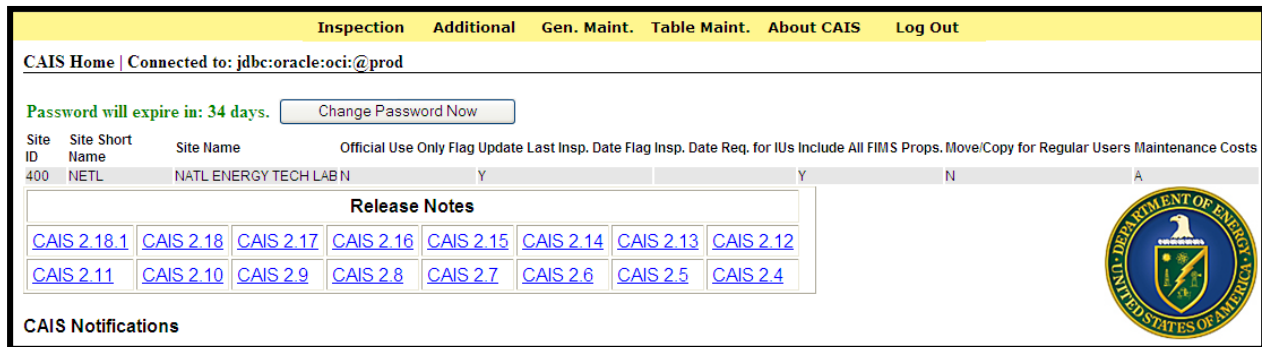 Inspection Additional Gen. Maint. Table Maint. About CAIS Log Out
CAIS Home | Connected to: jdbc:oracle:oci:@prod
Password will expire in: 34 days. Change Password Now
Site ID Site Short Name Site Name Official Use Only Flag Update Last Insp. Date Flag Insp. Date Req. for IUs Include All FIMS Props. Move/Copy for Regular Users Maintenance Costs
400 NETL NATL ENERGY TECH LAB N Y Y N A
Release Notes
CAIS 2.18.1 CAIS 2.18 CAIS 2.17 CAIS 2.16 CAIS 2.15 CAIS 2.14 CAIS 2.13 CAIS 2.12
CAIS 2.11 CAIS 2.10 CAIS 2.9 CAIS 2.8 CAIS 2.7 CAIS 2.6 CAIS 2.5 CAIS 2.4
DEPARTMENT OF ENERGY
UNITED STATES OF AMERICA
CAIS Notifications